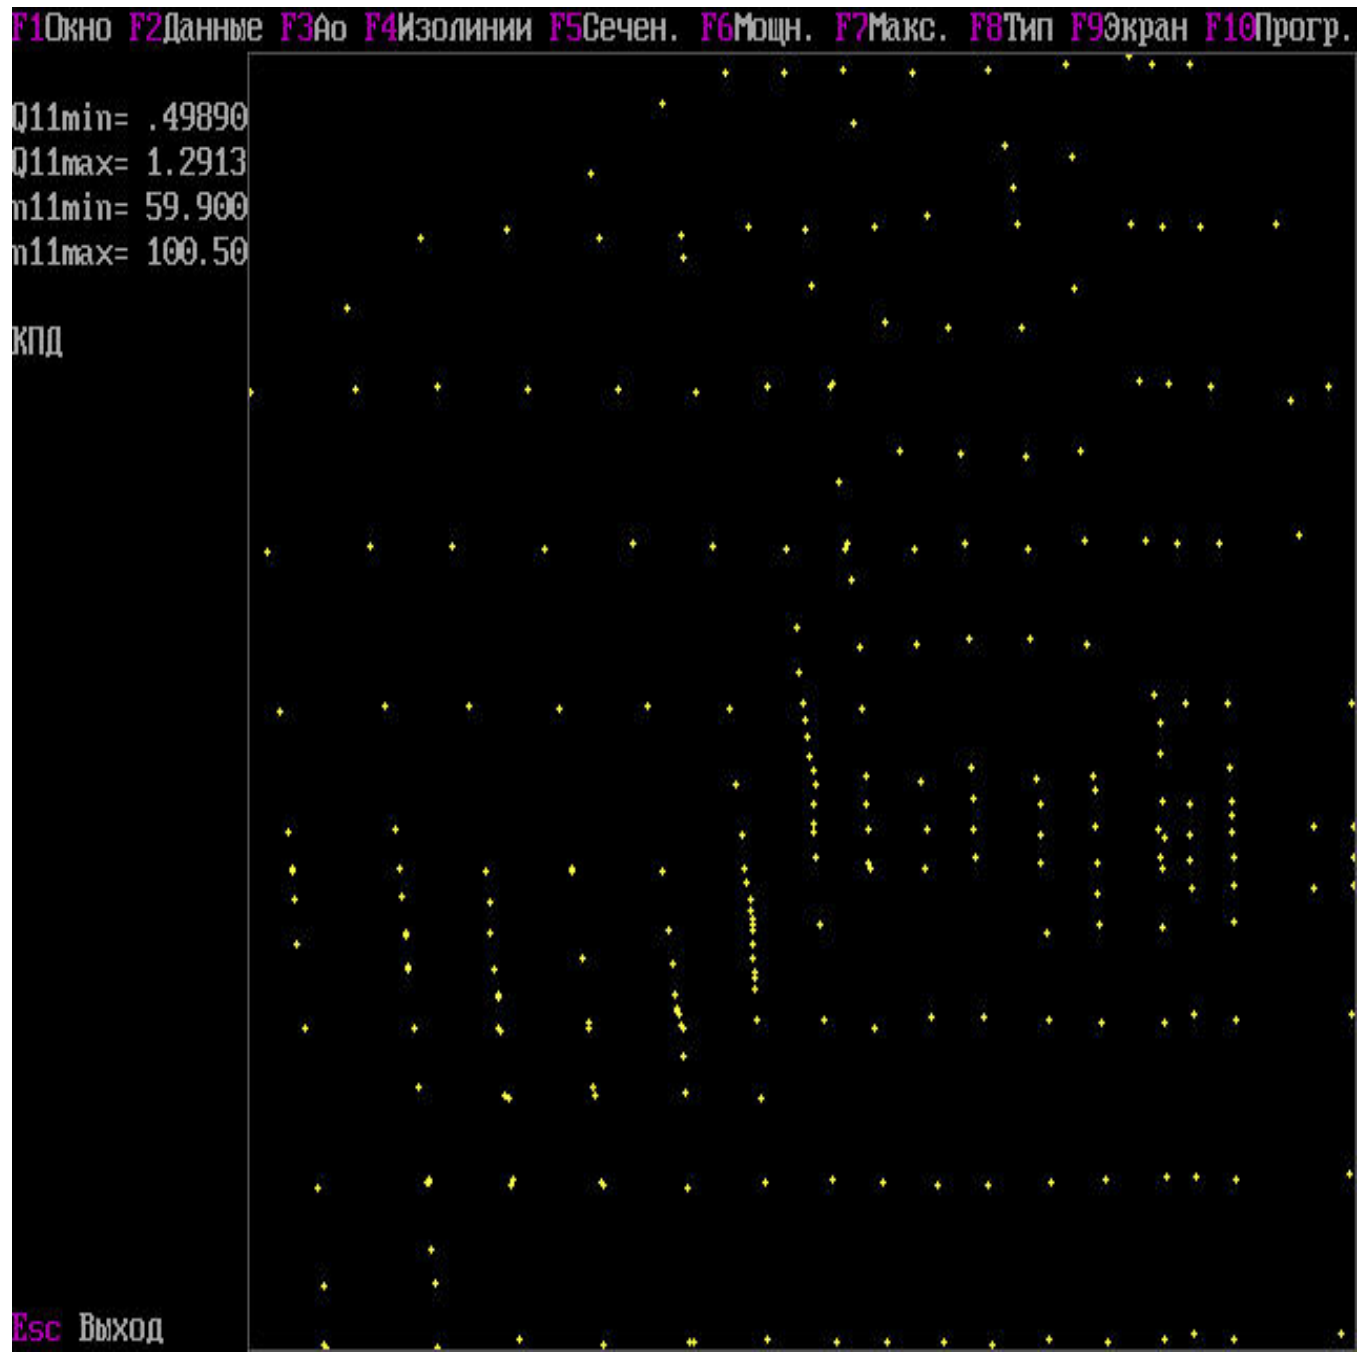 F1Окно F2Данные F3Ao F4Изолинии F5Сечен. F6Мощн. F7Макс. F8Тип F9Экран F10Прогр.
Q11min= .49890
Q11max= 1.2913
n11min= 59.900
n11max= 100.50
КПД
Esc Выход